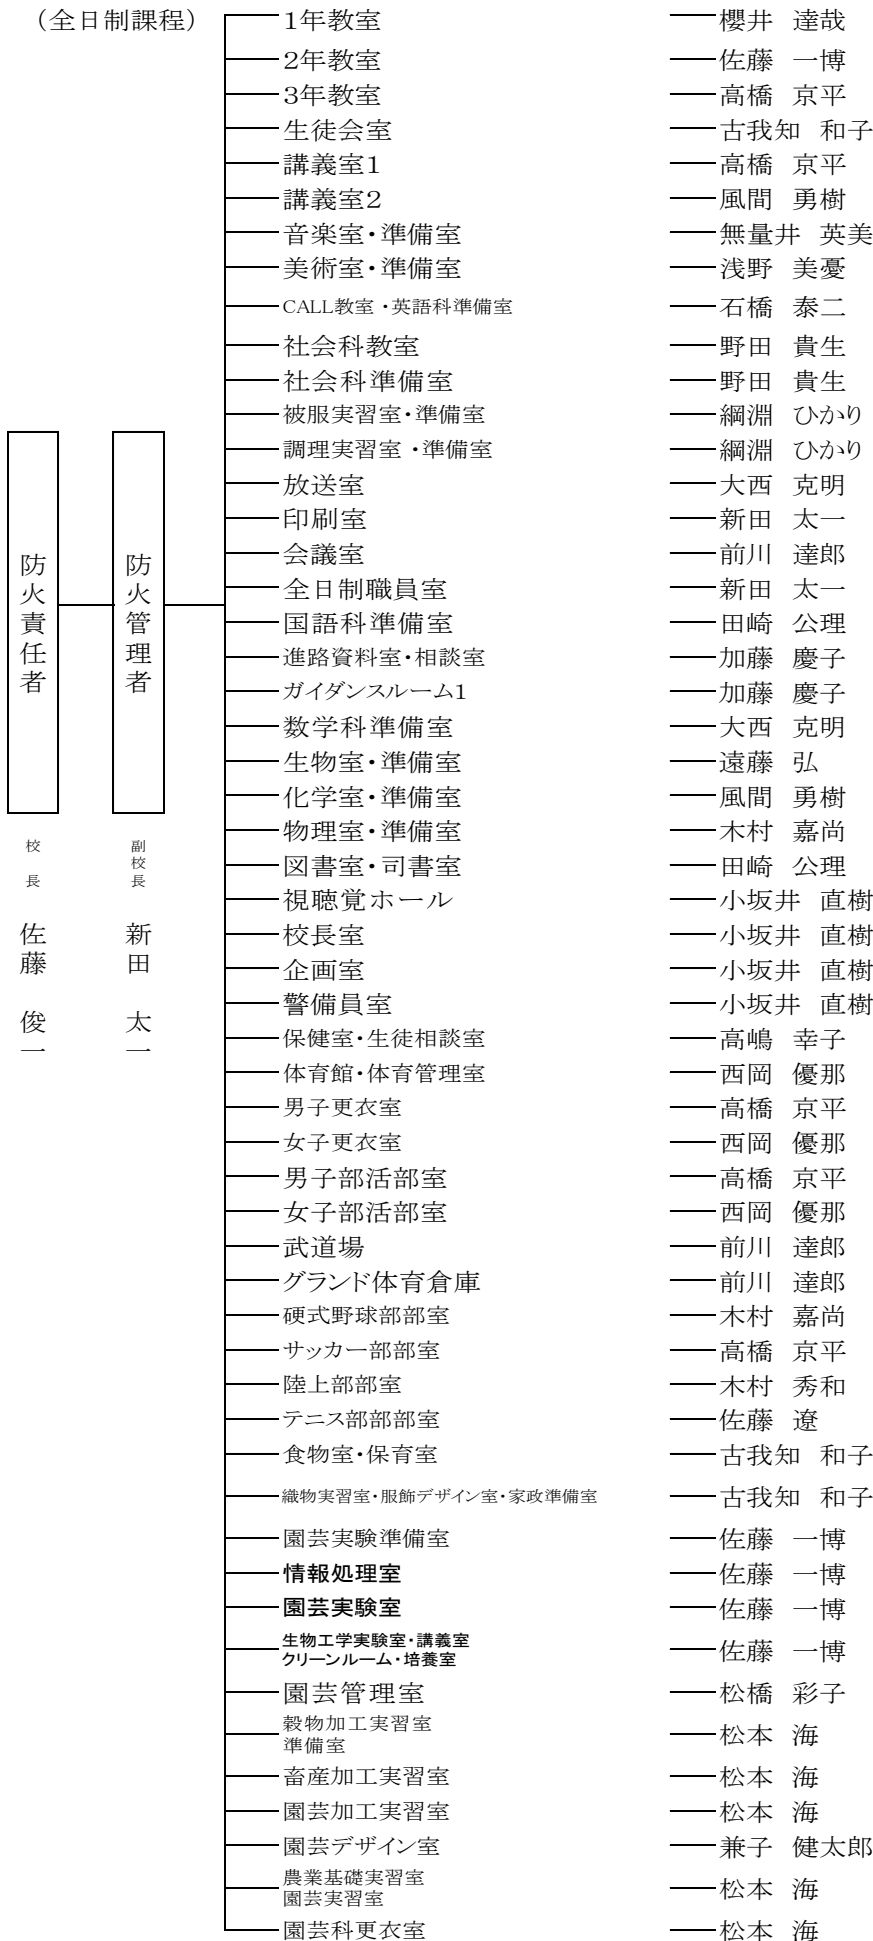 （全日制課程）
1年教室　櫻井　達哉
2年教室　佐藤　一博
3年教室　高橋　京平
生徒会室　古我知　和子
講義室1　高橋　京平
講義室2　風間　勇樹
音楽室・準備室　無量井　英美
美術室・準備室　浅野　美憂
CALL教室・英語科準備室　石橋　泰二
社会科教室　野田　貴生
社会科準備室　野田　貴生
被服実習室・準備室　綱淵　ひかり
調理実習室・準備室　綱淵　ひかり
放送室　大西　克明
印刷室　新田　太一
会議室　前川　達郎
全日制職員室　新田　太一
国語科準備室　田崎　公理
進路資料室・相談室　加藤　慶子
ガイダンスルーム1　加藤　慶子
数学科準備室　大西　克明
生物室・準備室　遠藤　弘
化学室・準備室　風間　勇樹
物理室・準備室　木村　嘉尚
図書室・司書室　田崎　公理
視聴覚ホール　小坂井　直樹
校長室　小坂井　直樹
企画室　小坂井　直樹
警備員室　小坂井　直樹
保健室・生徒相談室　高嶋　幸子
体育館・体育管理室　西岡　優那
男子更衣室　高橋　京平
女子更衣室　西岡　優那
男子部活部室　高橋　京平
女子部活部室　西岡　優那
武道場　前川　達郎
グランド体育倉庫　前川　達郎
硬式野球部部室　木村　嘉尚
サッカー部部室　高橋　京平
陸上部部室　木村　秀和
テニス部部部室　佐藤　遼
食物室・保育室　古我知　和子
織物実習室・服飾デザイン室・家政準備室　古我知　和子
園芸実験準備室　佐藤　一博
情報処理室　佐藤　一博
園芸実験室　佐藤　一博
生物工学実験室・講義室
クリーンルーム・培養室　佐藤　一博
園芸管理室　松橋　彩子
穀物加工実習室
準備室　松本　海
畜産加工実習室　松本　海
園芸加工実習室　松本　海
園芸デザイン室　兼子　健太郎
農業基礎実習室
園芸実習室　松本　海
園芸科更衣室　松本　海
防火責任者
校　長　佐藤　俊一
防火管理者
副校長　新田　太一